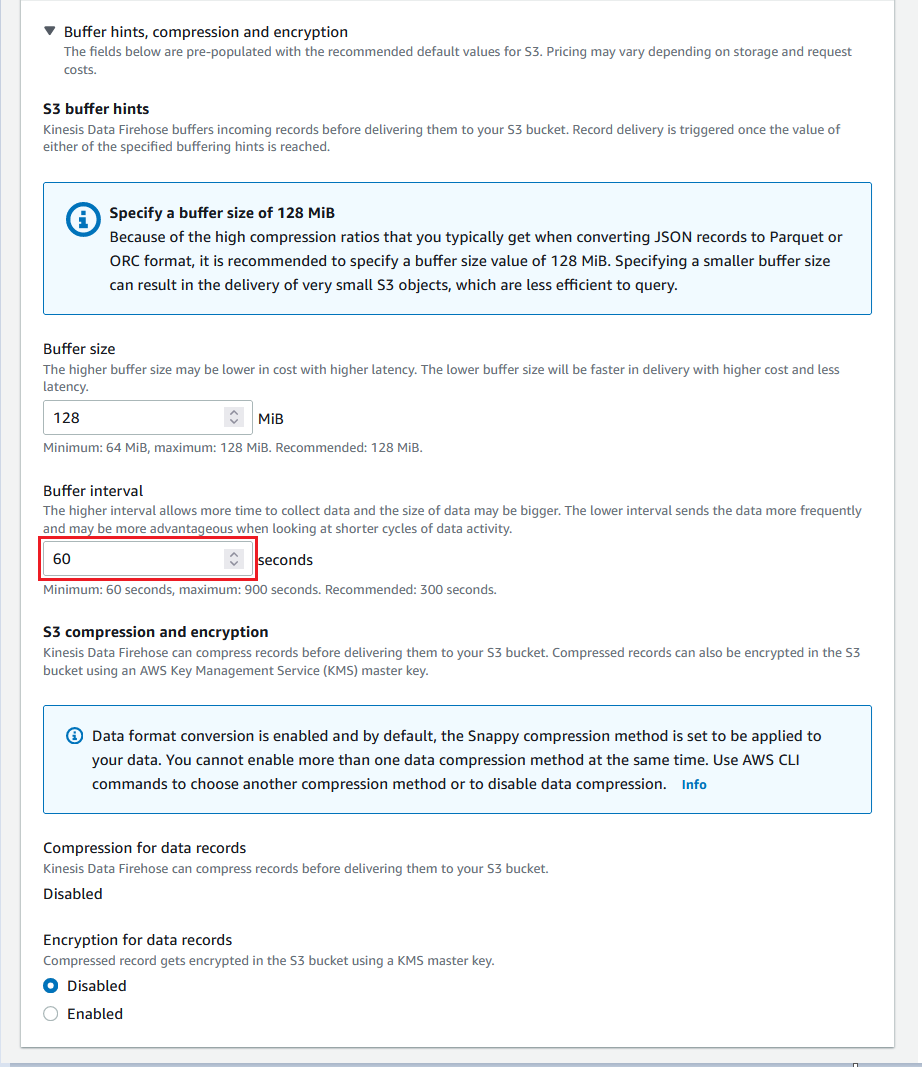 Buffer hints, compression and encryption
The fields below are pre-populated with the recommended default values for S3. Pricing may vary depending on storage and request
costs.
S3 buffer hints
Kinesis Data Firehose buffers incoming records before delivering them to your S3 bucket. Record delivery is triggered once the value of
either of the specified buffering hints is reached.
Specify a buffer size of 128 MiB
Because of the high compression ratios that you typically get when converting JSON records to Parquet or
ORC format, it is recommended to specify a buffer size value of 128 MiB. Specifying a smaller buffer size
can result in the delivery of very small S3 objects, which are less efficient to query.
Buffer size
The higher buffer size may be lower in cost with higher latency. The lower buffer size will be faster in delivery with higher cost and less
latency.
128 MiB
Minimum: 64 MiB, maximum: 128 MiB. Recommended: 128 MiB.
Buffer interval
The higher interval allows more time to collect data and the size of data may be bigger. The lower interval sends the data more frequently
and may be more advantageous when looking at shorter cycles of data activity.
60 seconds
Minimum: 60 seconds, maximum: 900 seconds. Recommended: 300 seconds.
S3 compression and encryption
Kinesis Data Firehose can compress records before delivering them to your S3 bucket. Compressed records can also be encrypted in the S3
bucket using an AWS Key Management Service (KMS) master key.
Data format conversion is enabled and by default, the Snappy compression method is set to be applied to
your data. You cannot enable more than one data compression method at the same time. Use AWS CLI
commands to choose another compression method or to disable data compression. Info
Compression for data records
Kinesis Data Firehose can compress records before delivering them to your S3 bucket.
Disabled
Encryption for data records
Compressed record gets encrypted in the S3 bucket using a KMS master key.
Disabled
Enabled